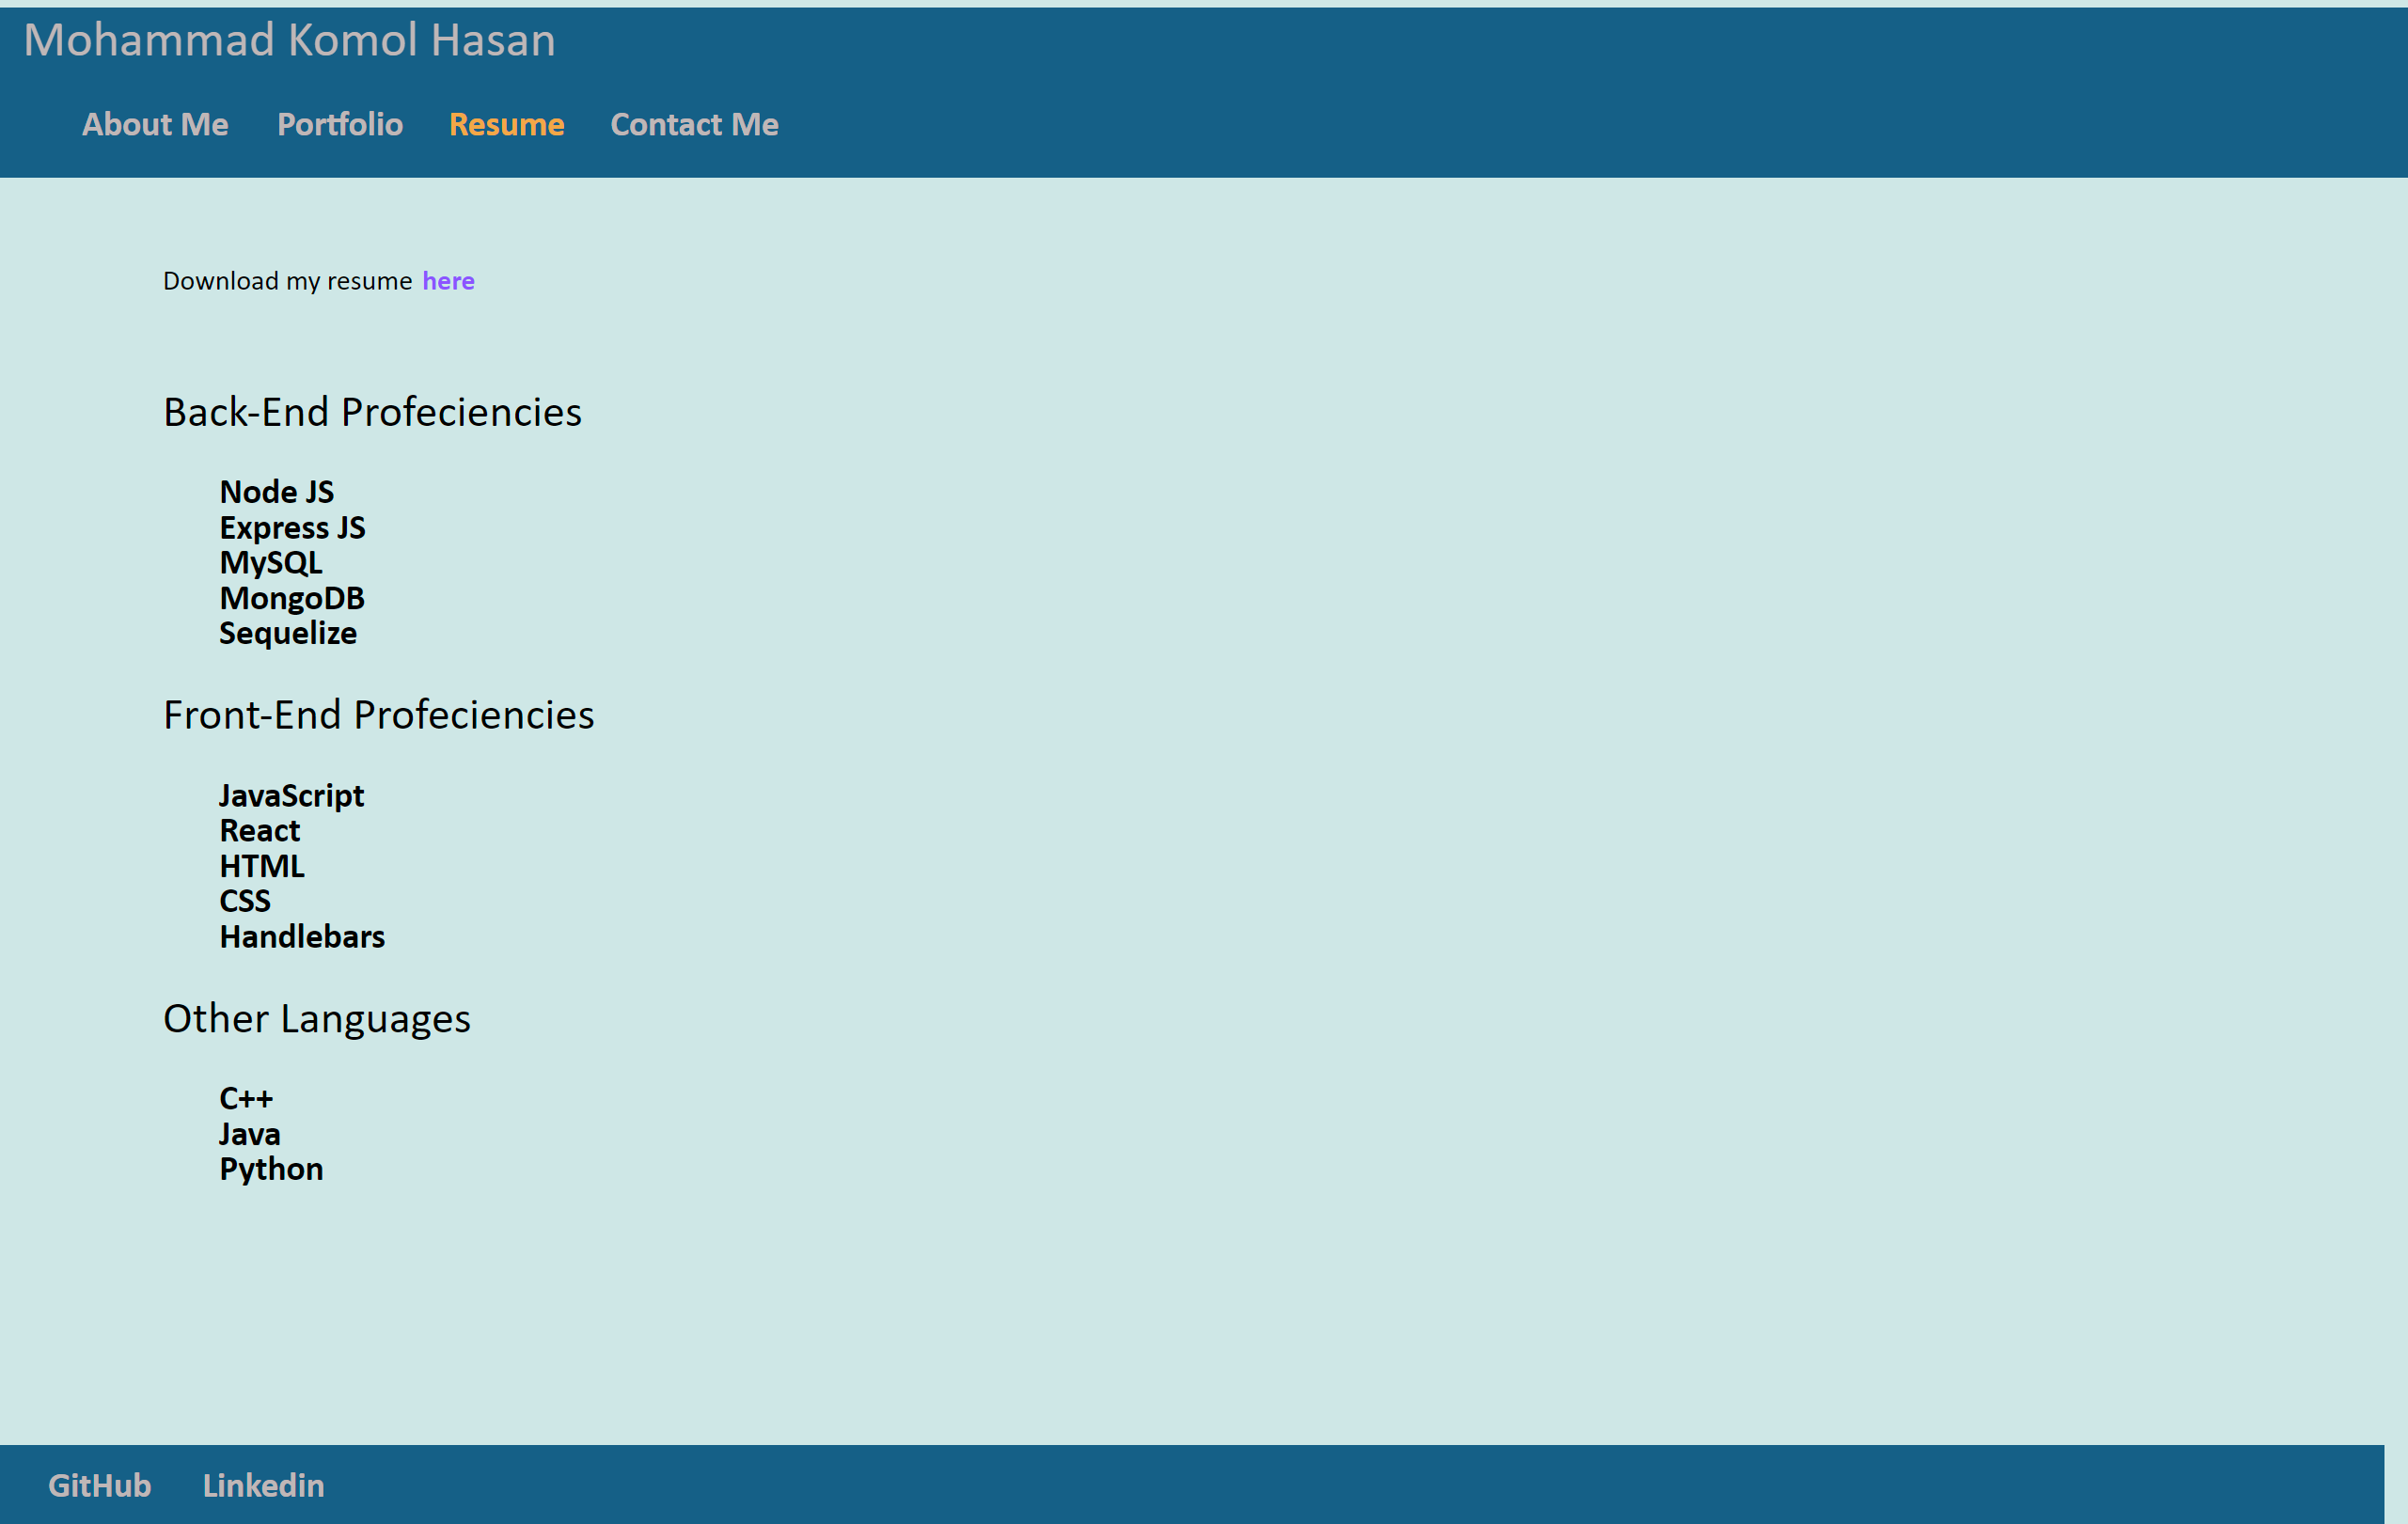 Mohammad Komol Hasan
About Me Portfolio Resume Contact Me
Download my resume here
Back-End Profeciencies
Node JS
Express JS
MySQL
MongoDB
Sequelize
Front-End Profeciencies
JavaScript
React
HTML
CSS
Handlebars
Other Languages
C++
Java
Python
GitHub Linkedin